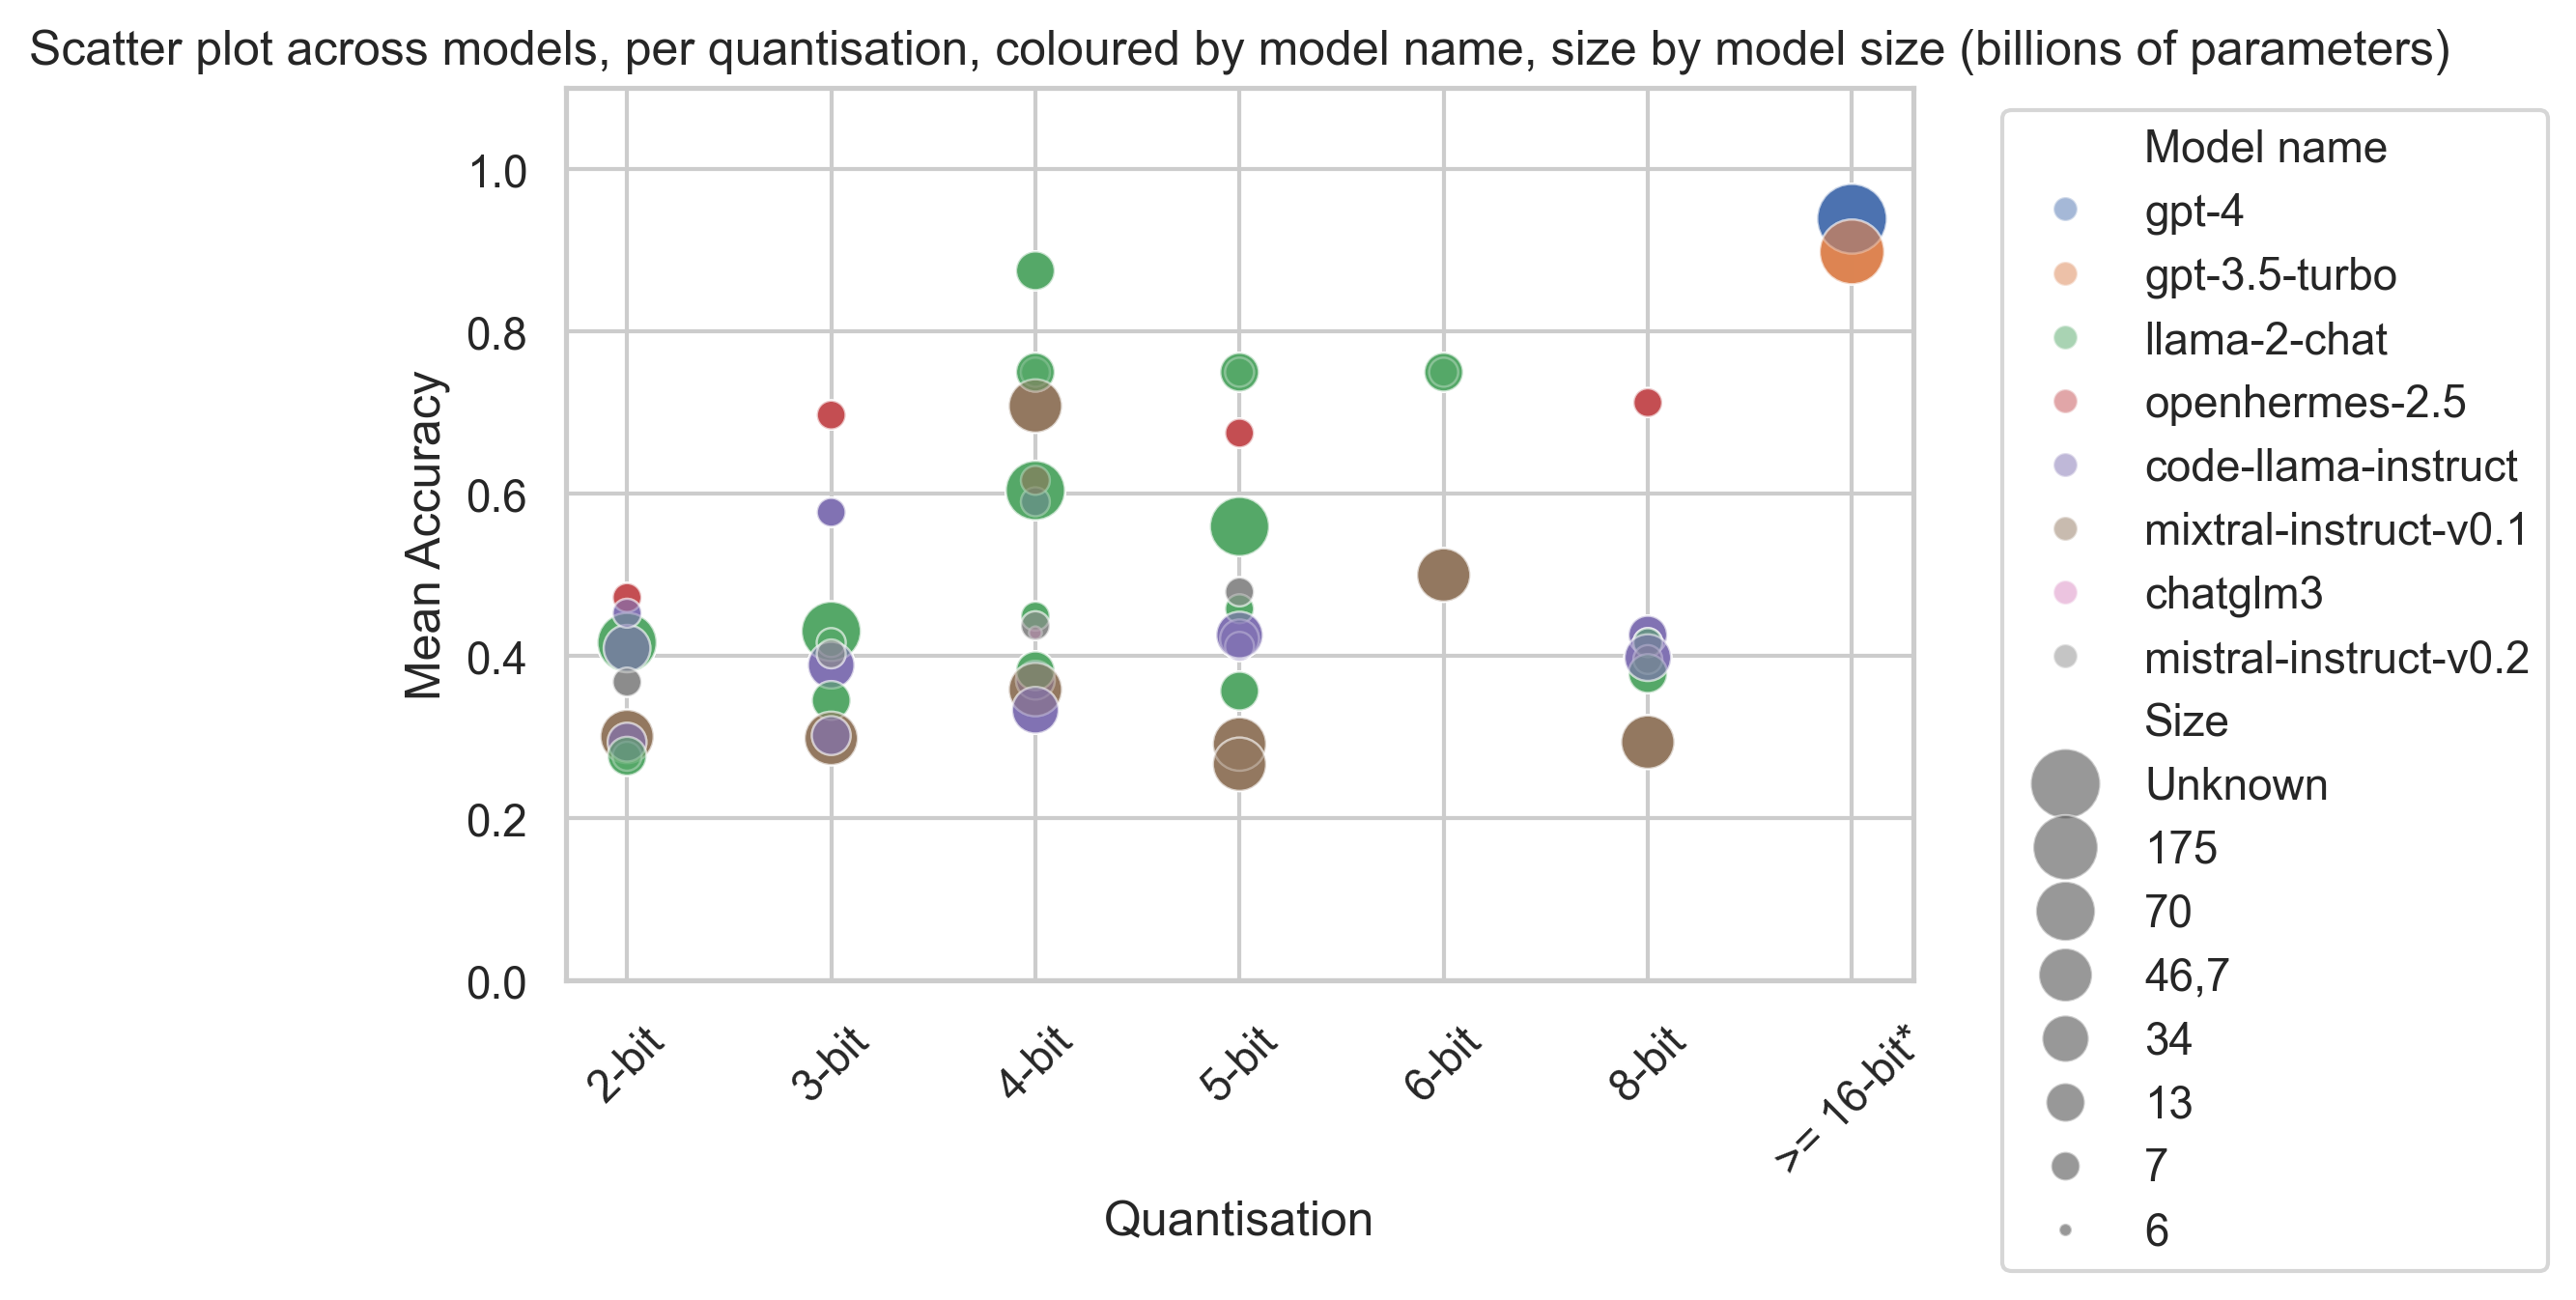 Scatter plot across models, per quantisation, coloured by model name, size by model size (billions of parameters)
Mean Accuracy
1.0
0.8
0.6
0.4
0.2
0.0
2-bit
3-bit
4-bit
5-bit
6-bit
8-bit
>= 16-bit*
Quantisation
Model name
gpt-4
gpt-3.5-turbo
llama-2-chat
openhermes-2.5
code-llama-instruct
mixtral-instruct-v0.1
chatglm3
mistral-instruct-v0.2
Size
Unknown
175
70
46,7
34
13
7
6